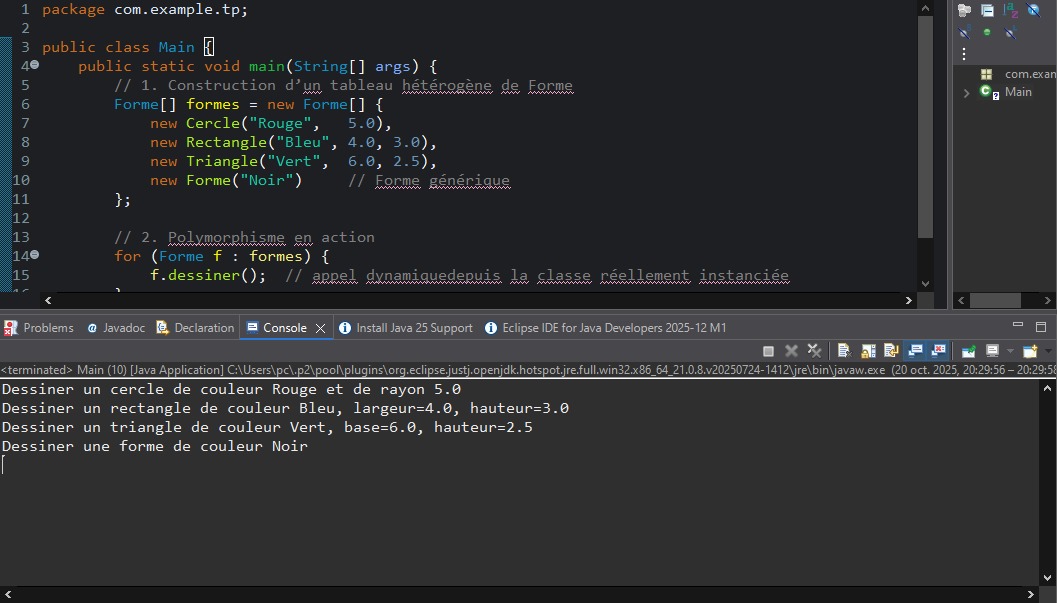 1 package com.example.tp;
2
3 public class Main {
4 public static void main(String[] args) {
5 // 1. Construction d’un tableau hétérogène de Forme
6 Forme[] formes = new Forme[] {
7 new Cercle("Rouge", 5.0),
8 new Rectangle("Bleu", 4.0, 3.0),
9 new Triangle("Vert", 6.0, 2.5),
10 new Forme("Noir") // Forme générique
11 };
12
13 // 2. Polymorphisme en action
14 for (Forme f : formes) {
15 f.dessiner(); // appel dynamiquedepuis la classe réellement instanciée
16 }
com.exan
Main
Problems Javadoc Declaration Console Install Java 25 Support Eclipse IDE for Java Developers 2025-12 M1
<terminated> Main (10) [Java Application] C:\Users\pc\.p2\pool\plugins\org.eclipse.justj.openjdk.hotspot.jre.full.win32.x86_64_21.0.8.v20250724-1412\jre\bin\javaw.exe (20 oct. 2025, 20:29:56 – 20:29:58
Dessiner un cercle de couleur Rouge et de rayon 5.0
Dessiner un rectangle de couleur Bleu, largeur=4.0, hauteur=3.0
Dessiner un triangle de couleur Vert, base=6.0, hauteur=2.5
Dessiner une forme de couleur Noir